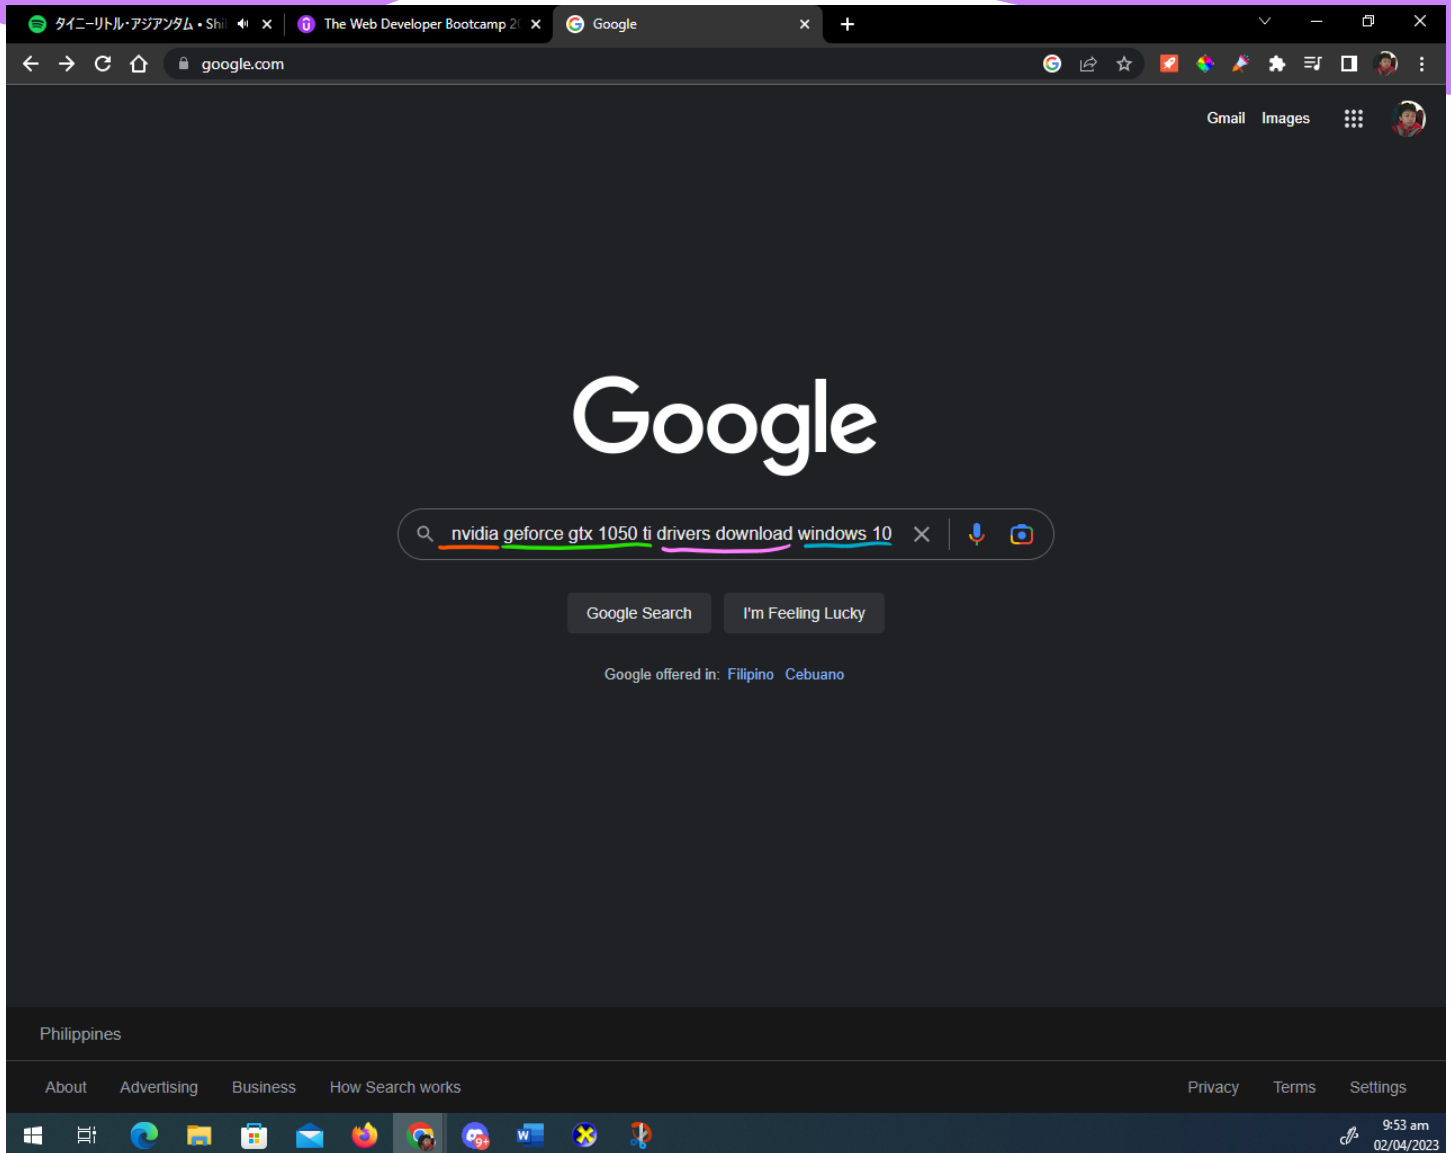 タイニーリトル・アジアンタム • Shi
The Web Developer Bootcamp 20
Google
google.com
Gmail Images
Google
nvidia geforce gtx 1050 ti drivers download windows 10
Google Search I'm Feeling Lucky
Google offered in: Filipino Cebuano
Philippines
About Advertising Business How Search works Privacy Terms Settings
9+
W
9:53 am
02/04/2023